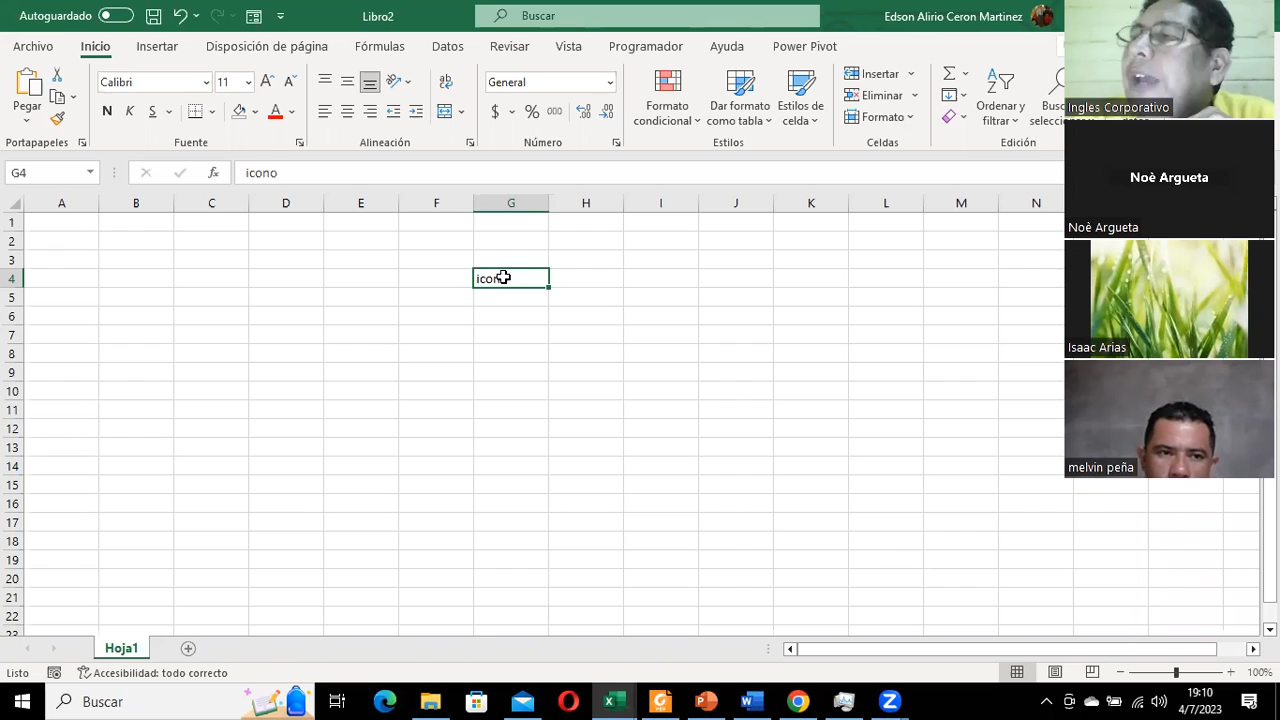 Autoguardado
Libro2
Buscar
Edson Alirio Ceron Martinez
Archivo
Inicio
Insertar
Disposición de página
Fórmulas
Datos
Revisar
Vista
Programador
Ayuda
Power Pivot
Pegar
Calibri
11
N K S
General
$ % 000
Formato condicional
Dar formato como tabla
Estilos de celda
Insertar
Eliminar
Formato
Ordenar y filtrar
Portapapeles
Fuente
Alineación
Número
Estilos
Celdas
Edición
G4
fx
icono
A B C D E F G H I J K L M N
1
2
3
4
5
6
7
8
9
10
11
12
13
14
15
16
17
18
19
20
21
22
23
Ingles Corporativo
Noè Argueta
Noè Argueta
Isaac Arias
melvin peña
Hoja1
Listo
Accesibilidad: todo correcto
100%
Buscar
19:10
4/7/2023